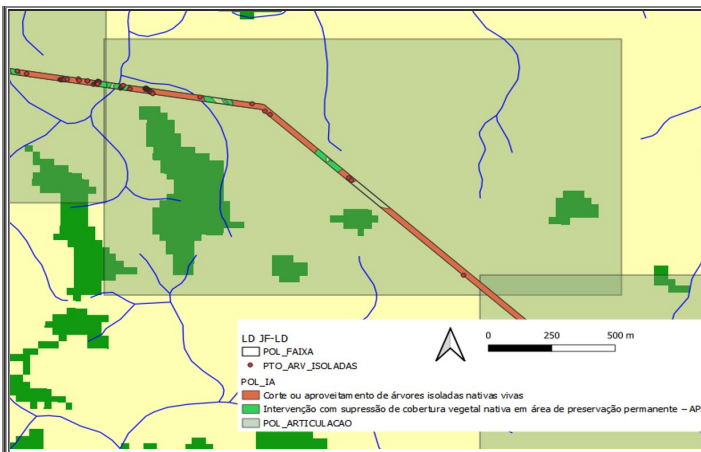 LD JF-LD
POL_FAIXA
PTO_ARV_ISOLADAS
POL_IA
Corte ou aproveitamento de árvores isoladas nativas vivas
Intervenção com supressão de cobertura vegetal nativa em área de preservação permanente – AP
POL_ARTICULACAO
0 250 500 m